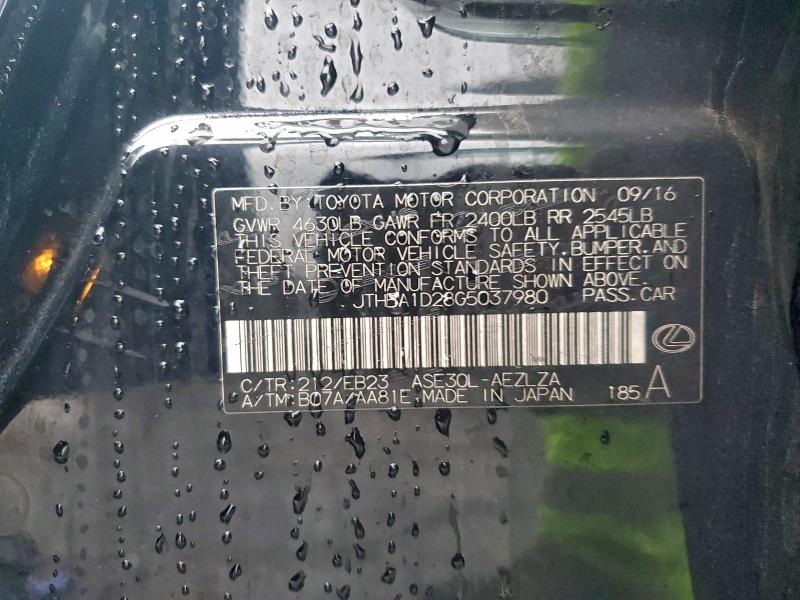 MFD.BY TOYOTA MOTOR CORPORATION 09/16
GVWR 4630LB GAWR FR 2400LB RR 2545LB
THIS VEHICLE CONFORMS TO ALL APPLICABLE
FEDERAL MOTOR VEHICLE SAFETY, BUMPER, AND
THEFT PREVENTION STANDARDS IN EFFECT ON
THE DATE OF MANUFACTURE SHOWN ABOVE.
JTHBA1D28G5037980 PASS.CAR
C/TR:212/EB23 ASE30L-AEZLZA
A/TM:B07A/AA81E, MADE IN JAPAN 185 A